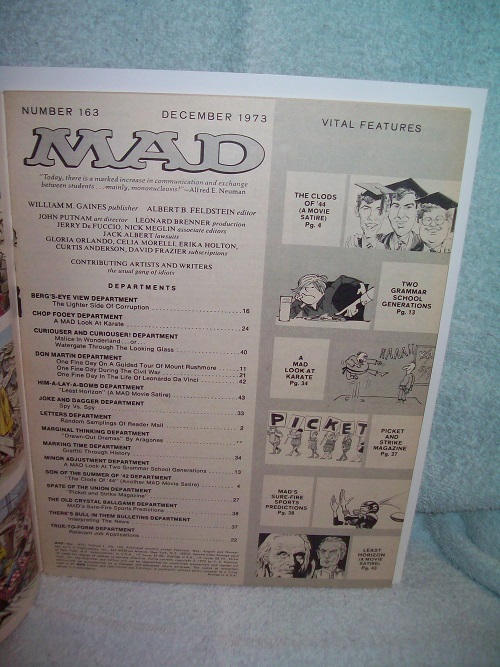 NUMBER 163 DECEMBER 1973
MAD
"Today, there is a marked increase in communication and exchange
between students . . . mainly, mononucleosis!"—Alfred E. Neuman
WILLIAM M. GAINES publisher ALBERT B. FELDSTEIN editor
JOHN PUTNAM art director LEONARD BRENNER production
JERRY DE FUCCIO, NICK MEGLIN associate editors
JACK ALBERT lawsuits
GLORIA ORLANDO, CELIA MORELLI, ERIKA HOLTON,
CURTIS ANDERSON, DAVID FRAZIER subscriptions
CONTRIBUTING ARTISTS AND WRITERS
the usual gang of idiots
DEPARTMENTS
BERG'S-EYE VIEW DEPARTMENT
The Lighter Side Of Corruption 16
CHOP FOOEY DEPARTMENT
A MAD Look At Karate 24
CURIOUSER AND CURIOUSER! DEPARTMENT
Malice In Wonderland . . . or . . .
Watergate Through The Looking Glass 40
DON MARTIN DEPARTMENT
One Fine Day On A Guided Tour Of Mount Rushmore 11
One Fine Day During The Civil War 21
One Fine Day In The Life Of Leonardo Da Vinci 42
HIM-A-LAY-A-BOMB DEPARTMENT
"Least Horizon" (A MAD Movie Satire) 43
JOKE AND DAGGER DEPARTMENT
Spy Vs. Spy 33
LETTERS DEPARTMENT
Random Samplings Of Reader Mail 2
MARGINAL THINKING DEPARTMENT
"Drawn-Out Dramas" By Aragones **
MARKING TIME DEPARTMENT
Graffiti Through History 34
MINOR ADJUSTMENT DEPARTMENT
A MAD Look At Two Grammar School Generations 13
SON OF THE SUMMER OF '42 DEPARTMENT
"The Clods Of '44" (Another MAD Movie Satire) 4
SPATE OF THE UNION DEPARTMENT
"Picket and Strike Magazine" 27
THE OLD CRYSTAL BALLGAME DEPARTMENT
MAD's Sure-Fire Sports Predictions 38
THERE'S BULL IN THEM BULLETINS DEPARTMENT
Interpreting The News 37
TRUE-TO-FORM DEPARTMENT
Relevant Job Applications 22
VITAL FEATURES
THE CLODS
OF '44
(A MOVIE
SATIRE)
Pg. 4
TWO
GRAMMAR
SCHOOL
GENERATIONS
Pg. 13
A
MAD
LOOK AT
KARATE
Pg. 24
PICKET
PICKET
AND
STRIKE
MAGAZINE
Pg. 27
MAD'S
SURE-FIRE
SPORTS
PREDICTIONS
Pg. 38
LEAST
HORIZON
(A MOVIE
SATIRE)
Pg. 43